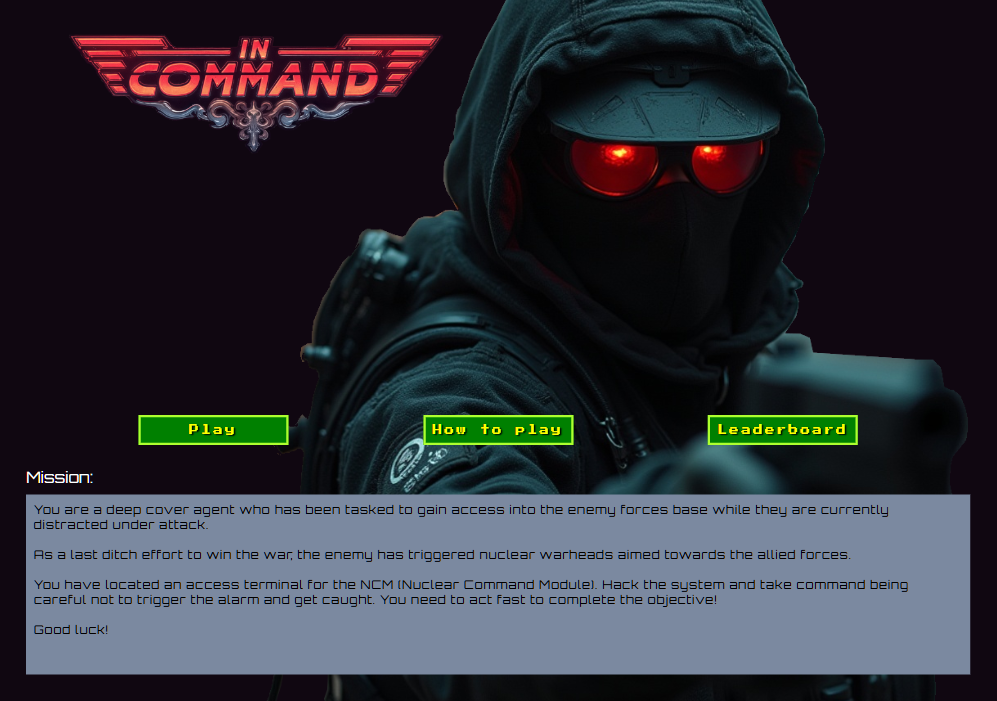 IN
COMMAND
Play
How to play
Leaderboard
Mission:
You are a deep cover agent who has been tasked to gain access into the enemy forces base while they are currently
distracted under attack.
As a last ditch effort to win the war, the enemy has triggered nuclear warheads aimed towards the allied forces.
You have located an access terminal for the NCM (Nuclear Command Module). Hack the system and take command being
careful not to trigger the alarm and get caught. You need to act fast to complete the objective!
Good luck!